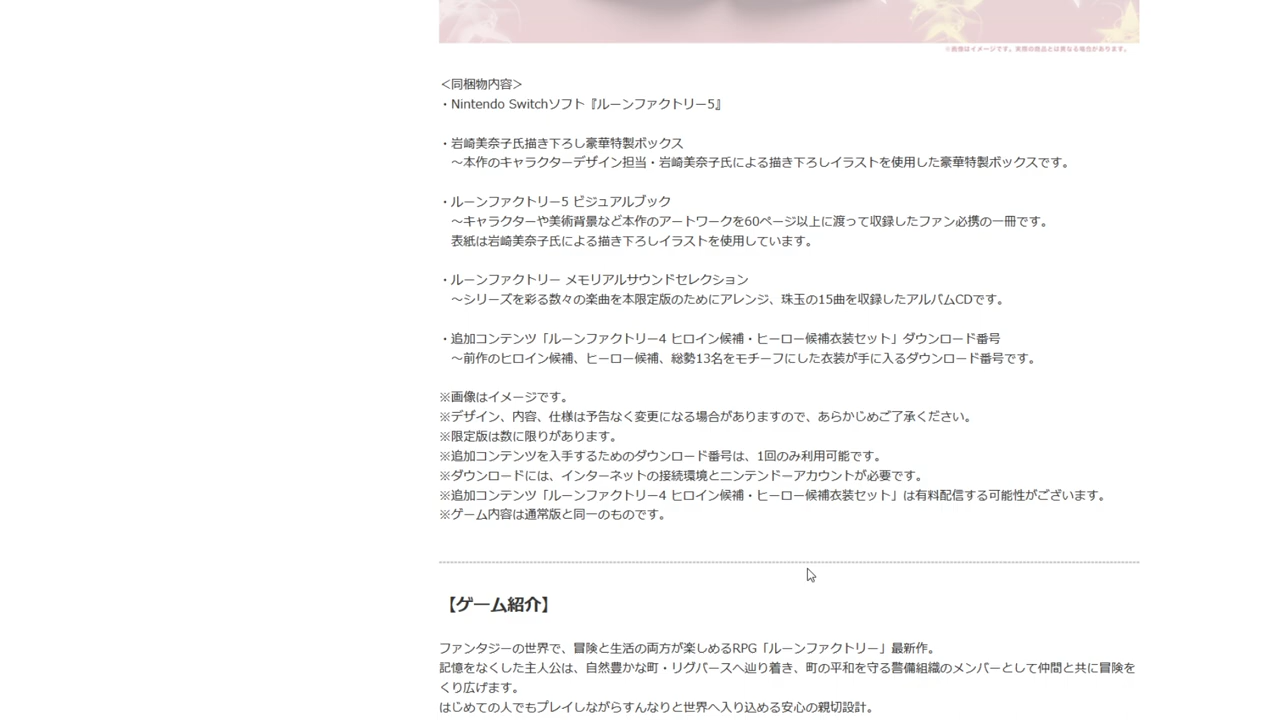 ※画像はイメージです。実際の商品とは異なる場合があります。
＜同梱物内容＞
・Nintendo Switchソフト『ルーンファクトリー5』
・岩崎美奈子氏描き下ろし豪華特製ボックス
～本作のキャラクターデザイン担当・岩崎美奈子氏による描き下ろしイラストを使用した豪華特製ボックスです。
・ルーンファクトリー5 ビジュアルブック
～キャラクターや美術背景など本作のアートワークを60ページ以上に渡って収録したファン必携の一冊です。
表紙は岩崎美奈子氏による描き下ろしイラストを使用しています。
・ルーンファクトリー メモリアルサウンドセレクション
～シリーズを彩る数々の楽曲を本限定版のためにアレンジ、珠玉の15曲を収録したアルバムCDです。
・追加コンテンツ「ルーンファクトリー4 ヒロイン候補・ヒーロー候補衣装セット」ダウンロード番号
～前作のヒロイン候補、ヒーロー候補、総勢13名をモチーフにした衣装が手に入るダウンロード番号です。
※画像はイメージです。
※デザイン、内容、仕様は予告なく変更になる場合がありますので、あらかじめご了承ください。
※限定版は数に限りがあります。
※追加コンテンツを入手するためのダウンロード番号は、1回のみ利用可能です。
※ダウンロードには、インターネットの接続環境とニンテンドーアカウントが必要です。
※追加コンテンツ「ルーンファクトリー4 ヒロイン候補・ヒーロー候補衣装セット」は有料配信する可能性がございます。
※ゲーム内容は通常版と同一のものです。
【ゲーム紹介】
ファンタジーの世界で、冒険と生活の両方が楽しめるRPG「ルーンファクトリー」最新作。
記憶をなくした主人公は、自然豊かな町・リグバースへ辿り着き、町の平和を守る警備組織のメンバーとして仲間と共に冒険を
くり広げます。
はじめての人でもプレイしながらすんなりと世界へ入り込める安心の親切設計。